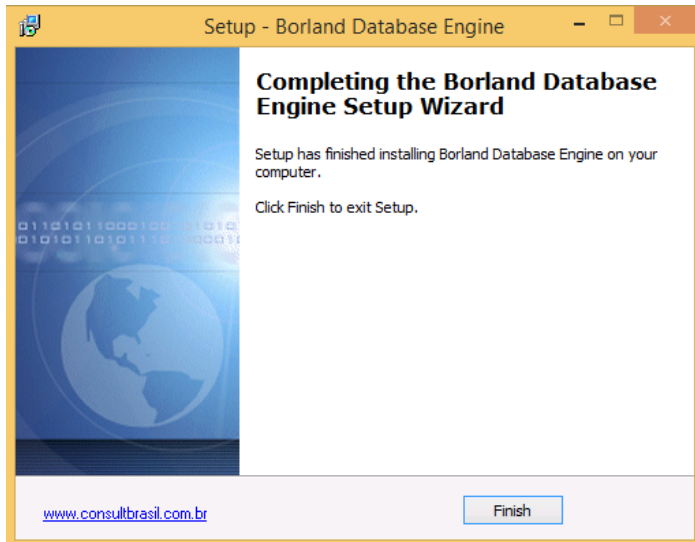 Setup - Borland Database Engine
Completing the Borland Database
Engine Setup Wizard
Setup has finished installing Borland Database Engine on your
computer.
Click Finish to exit Setup.
www.consultbrasil.com.br
Finish